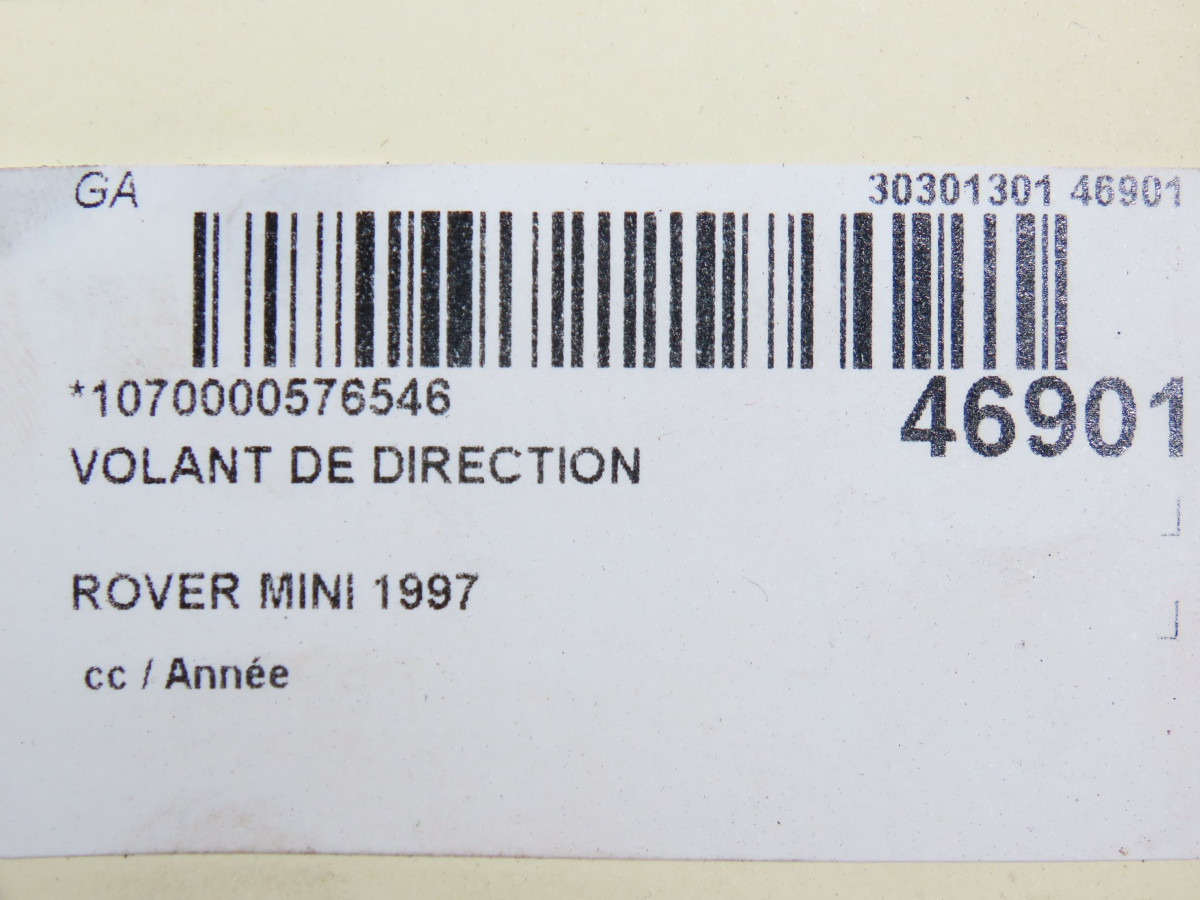 GA 30301301 46901
*1070000576546 46901
VOLANT DE DIRECTION
ROVER MINI 1997
cc / Année